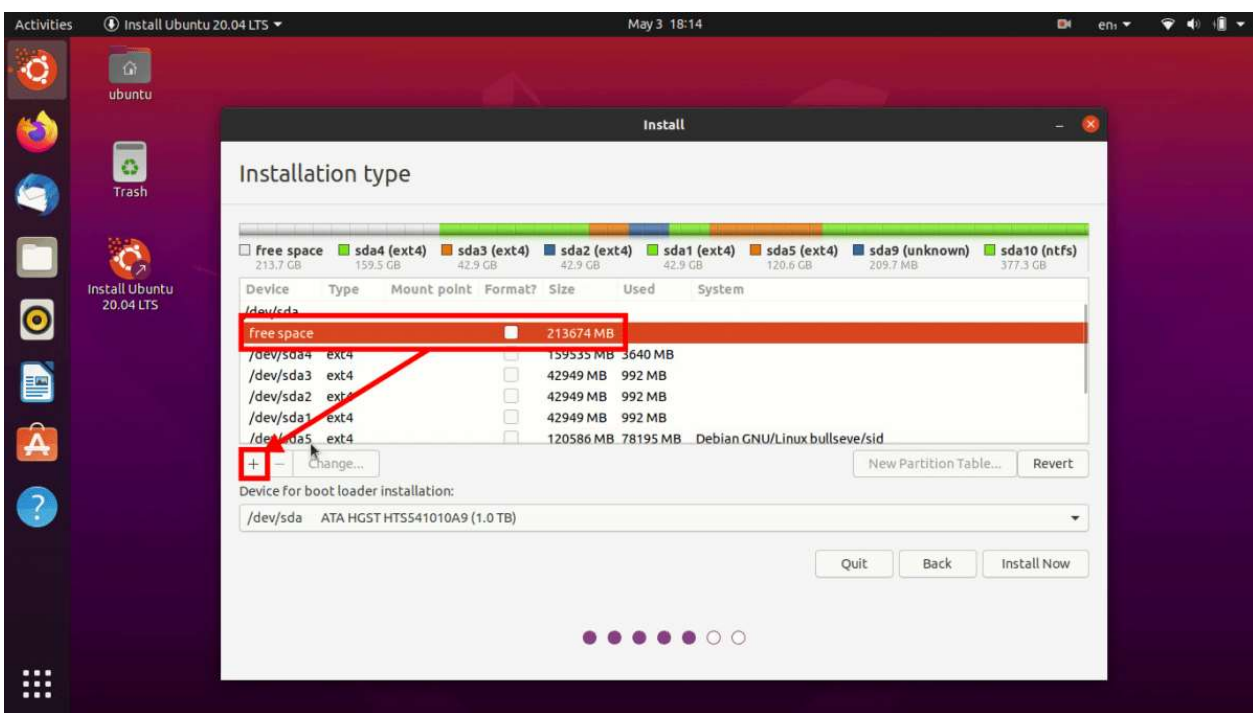 Activities Install Ubuntu 20.04 LTS May 3 18:14 en₁
ubuntu
Trash
Install Ubuntu
20.04 LTS
Install
Installation type
free space sda4 (ext4) sda3 (ext4) sda2 (ext4) sda1 (ext4) sda5 (ext4) sda9 (unknown) sda10 (ntfs)
213.7 GB 159.5 GB 42.9 GB 42.9 GB 42.9 GB 120.6 GB 209.7 MB 377.3 GB
Device Type Mount point Format? Size Used System
/dev/sda
free space 213674 MB
/dev/sda4 ext4 159535 MB 3640 MB
/dev/sda3 ext4 42949 MB 992 MB
/dev/sda2 ext4 42949 MB 992 MB
/dev/sda1 ext4 42949 MB 992 MB
/dev/sda5 ext4 120586 MB 78195 MB Debian GNU/Linux bullseye/sid
+ − Change... New Partition Table... Revert
Device for boot loader installation:
/dev/sda ATA HGST HTS541010A9 (1.0 TB)
Quit Back Install Now